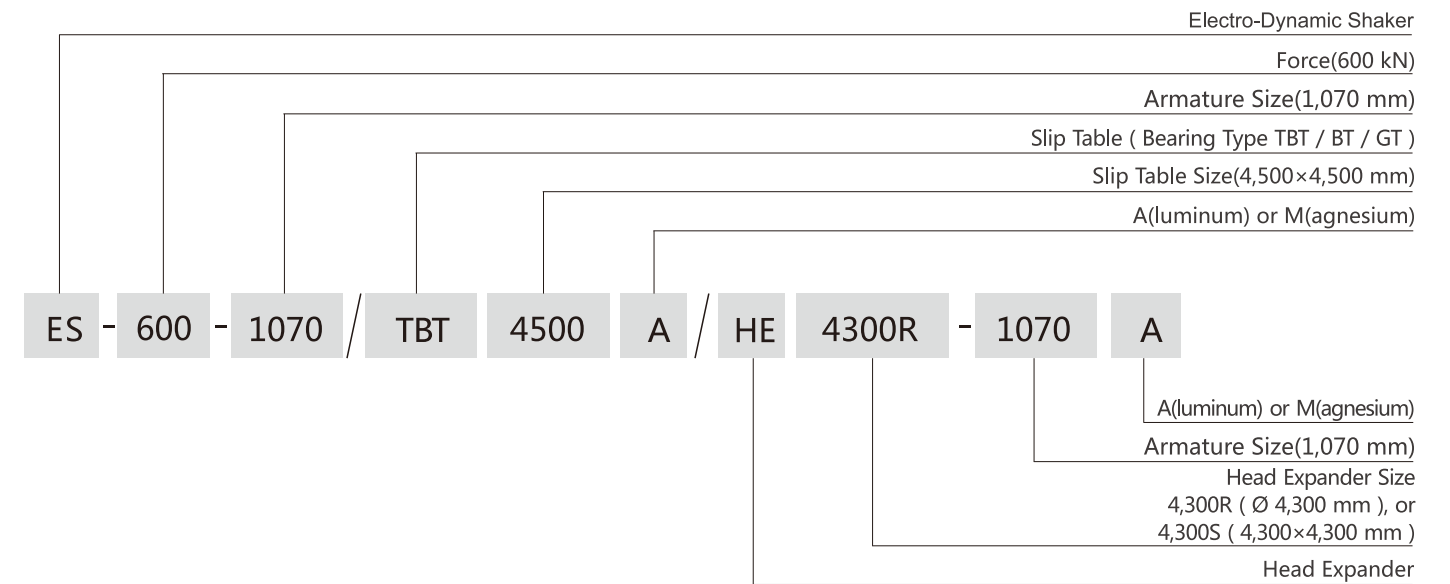 Electro-Dynamic Shaker
Force(600 kN)
Armature Size(1,070 mm)
Slip Table ( Bearing Type TBT / BT / GT )
Slip Table Size(4,500×4,500 mm)
A(luminum) or M(agnesium)
ES - 600 - 1070 / TBT 4500 A / HE 4300R - 1070 A
A(luminum) or M(agnesium)
Armature Size(1,070 mm)
Head Expander Size
4,300R ( Ø 4,300 mm ), or
4,300S ( 4,300×4,300 mm )
Head Expander